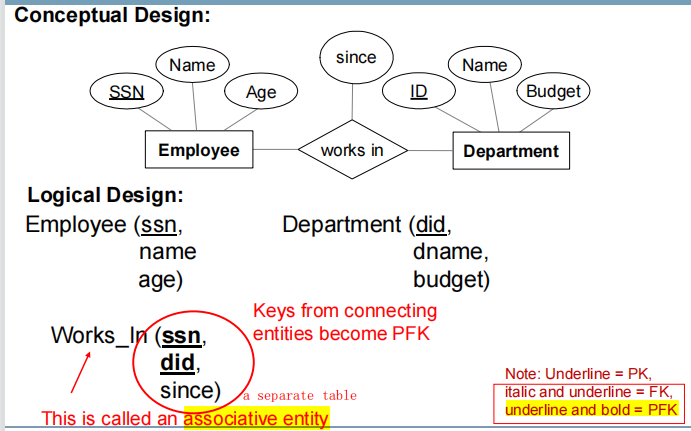 Conceptual Design:
since
Name
Name
SSN
Age
ID
Budget
Employee
works in
Department
Logical Design:
Employee (ssn,
name
age)
Department (did,
dname,
budget)
Keys from connecting
entities become PFK
Works_In (ssn,
did,
since)
a separate table
This is called an associative entity
Note: Underline = PK,
italic and underline = FK,
underline and bold = PFK